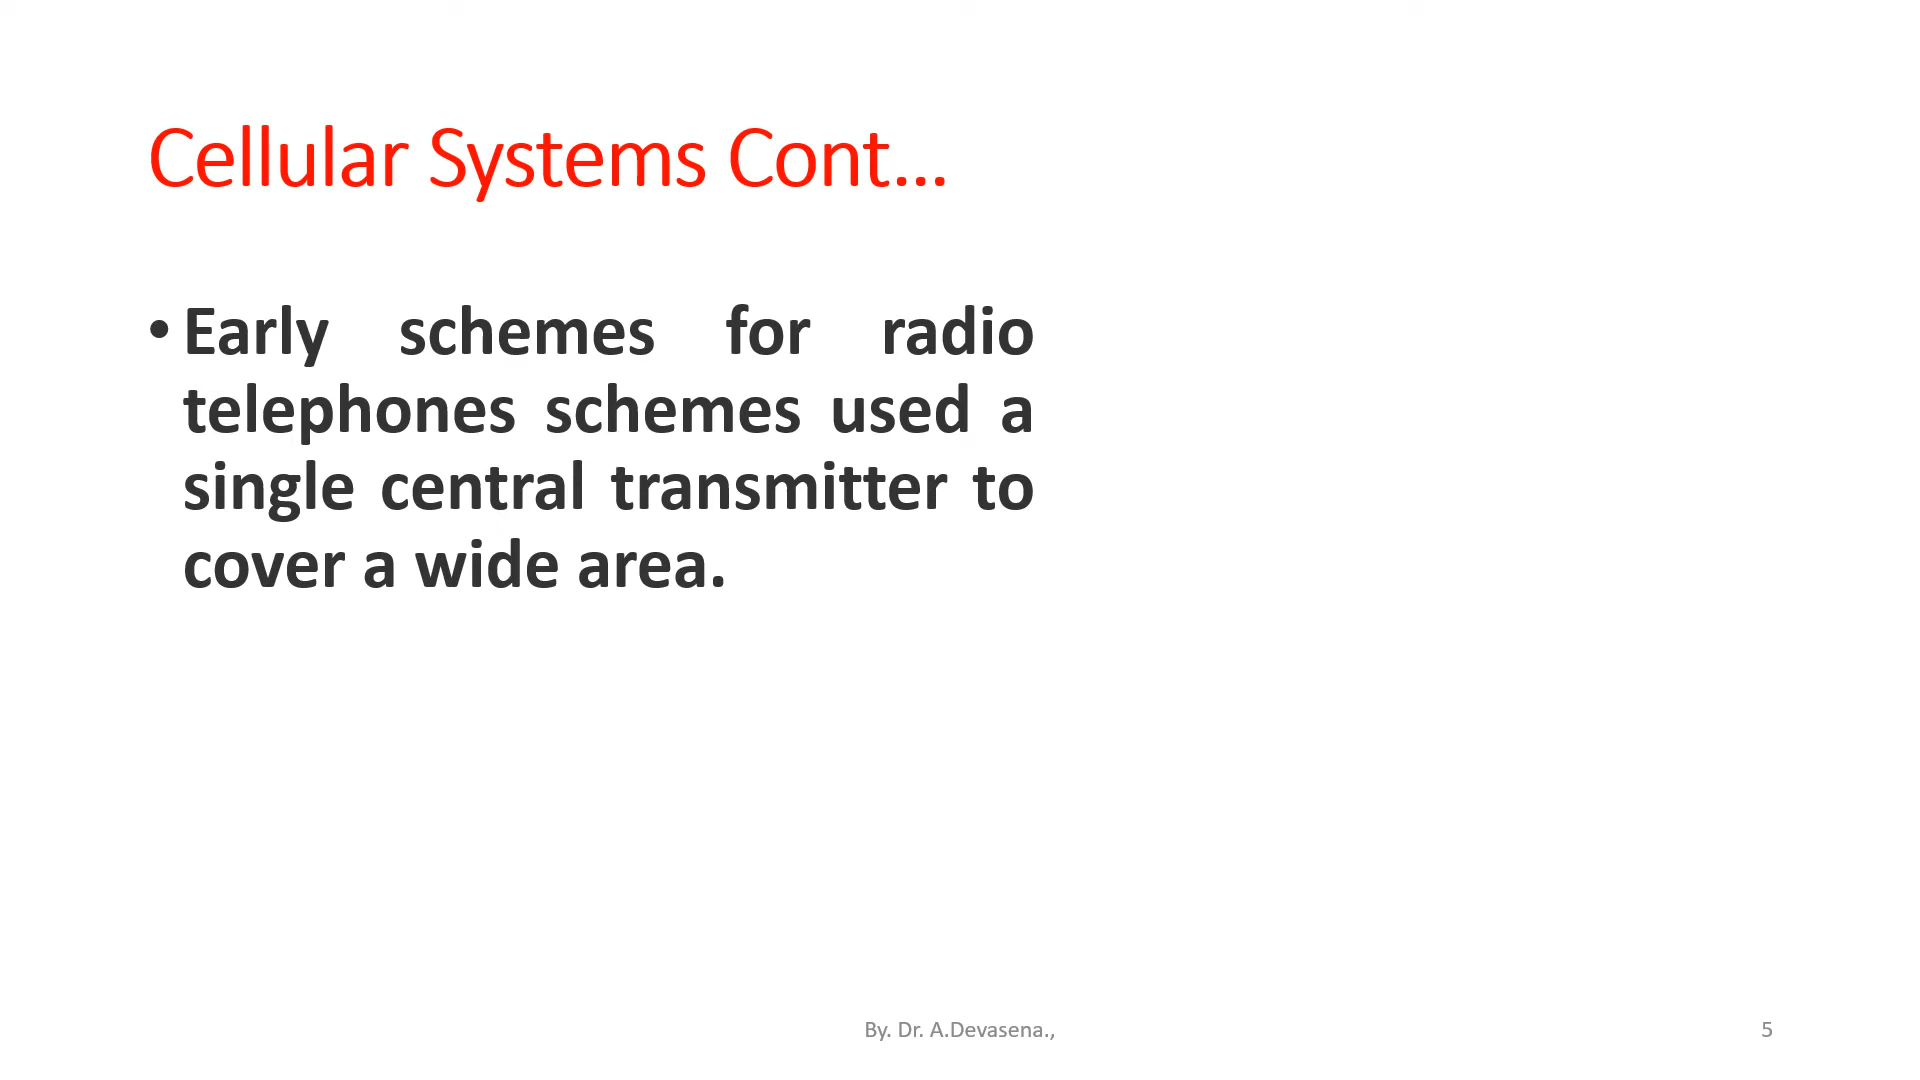 Cellular Systems Cont…
• Early schemes for radio
telephones schemes used a
single central transmitter to
cover a wide area.
By. Dr. A.Devasena.,
5